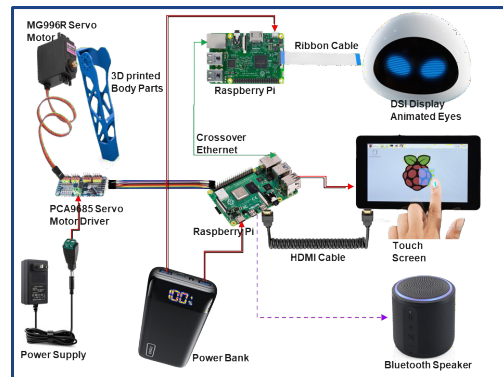 MG996R Servo
Motor
3D printed
Body Parts
Raspberry Pi
Ribbon Cable
DSI Display
Animated Eyes
Crossover
Ethernet
PCA9685 Servo
Motor Driver
Raspberry Pi
HDMI Cable
Touch
Screen
100%
Power Supply
Power Bank
Bluetooth Speaker